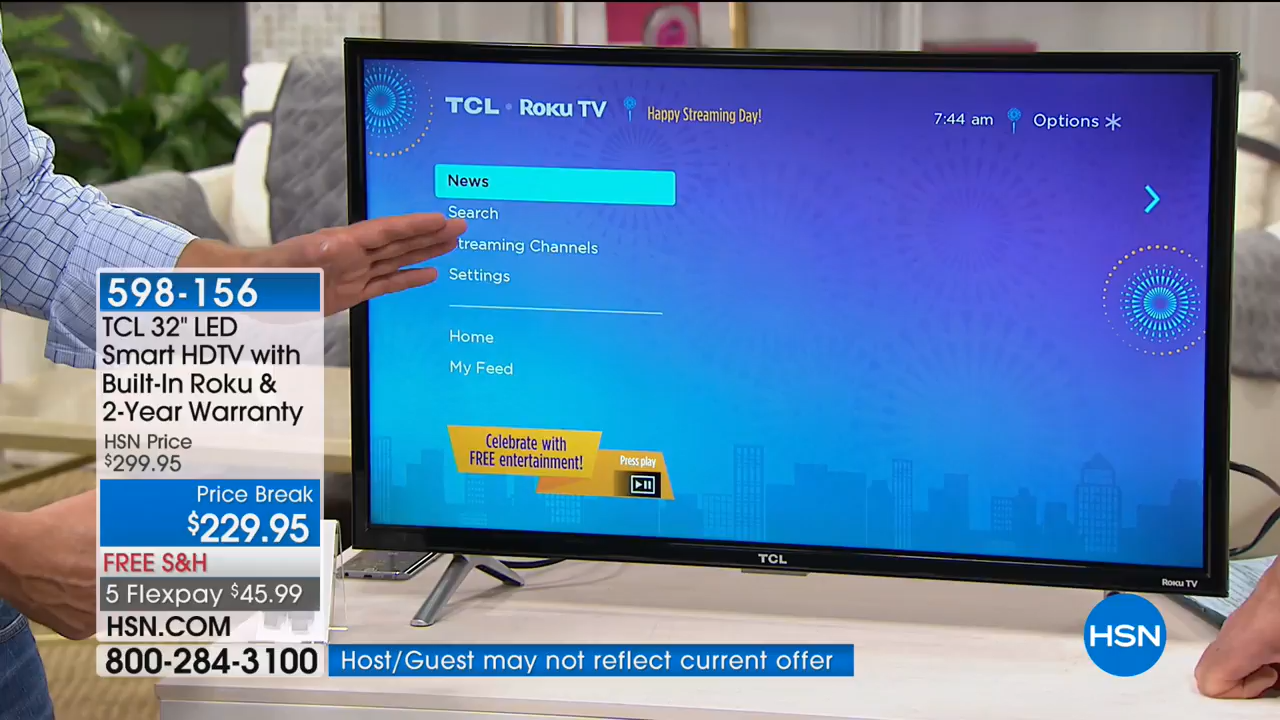 TCL • Roku TV
Happy Streaming Day!
7:44 am
Options
News
Search
Streaming Channels
Settings
Home
My Feed
Celebrate with
FREE entertainment!
Press play
TCL
Roku TV
598-156
TCL 32" LED
Smart HDTV with
Built-In Roku &
2-Year Warranty
HSN Price
$299.95
Price Break
$229.95
FREE S&H
5 Flexpay $45.99
HSN.COM
800-284-3100
Host/Guest may not reflect current offer
HSN